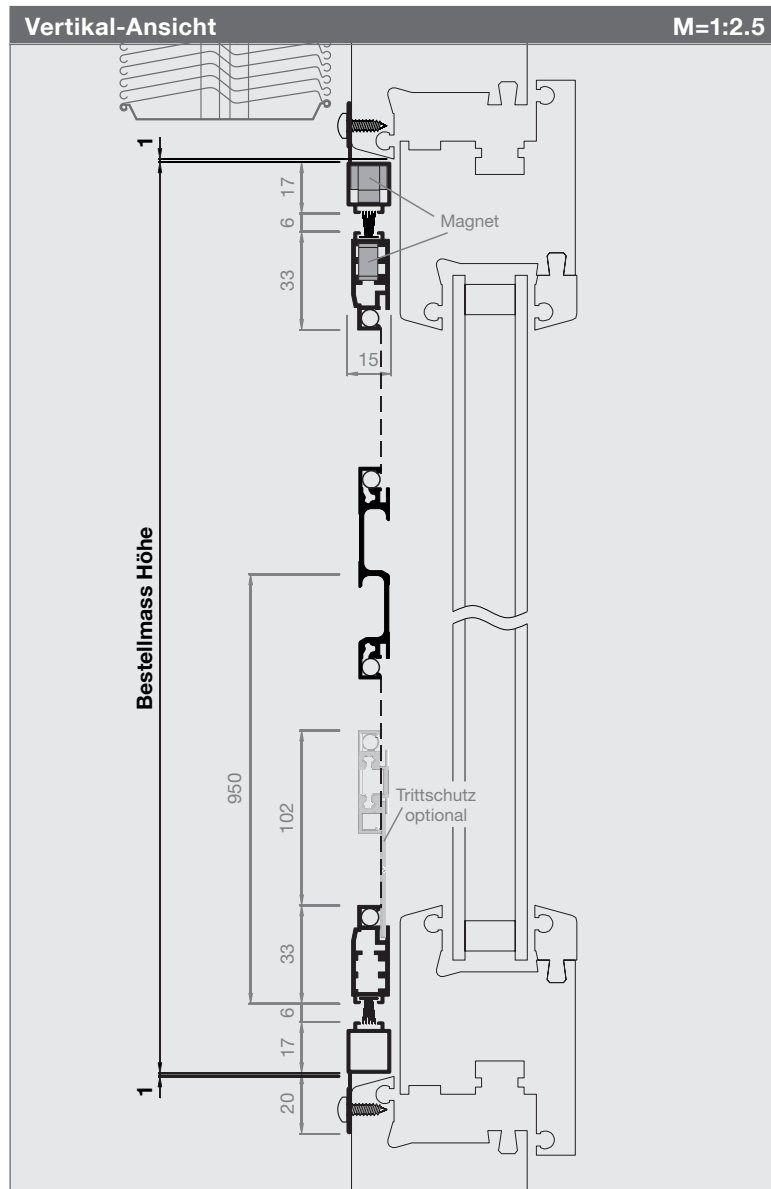 Vertikal-Ansicht M=1:2.5
1
17
6
Magnet
33
15
Bestellmass Höhe
950
102
Trittschutz
optional
33
6
17
1
20